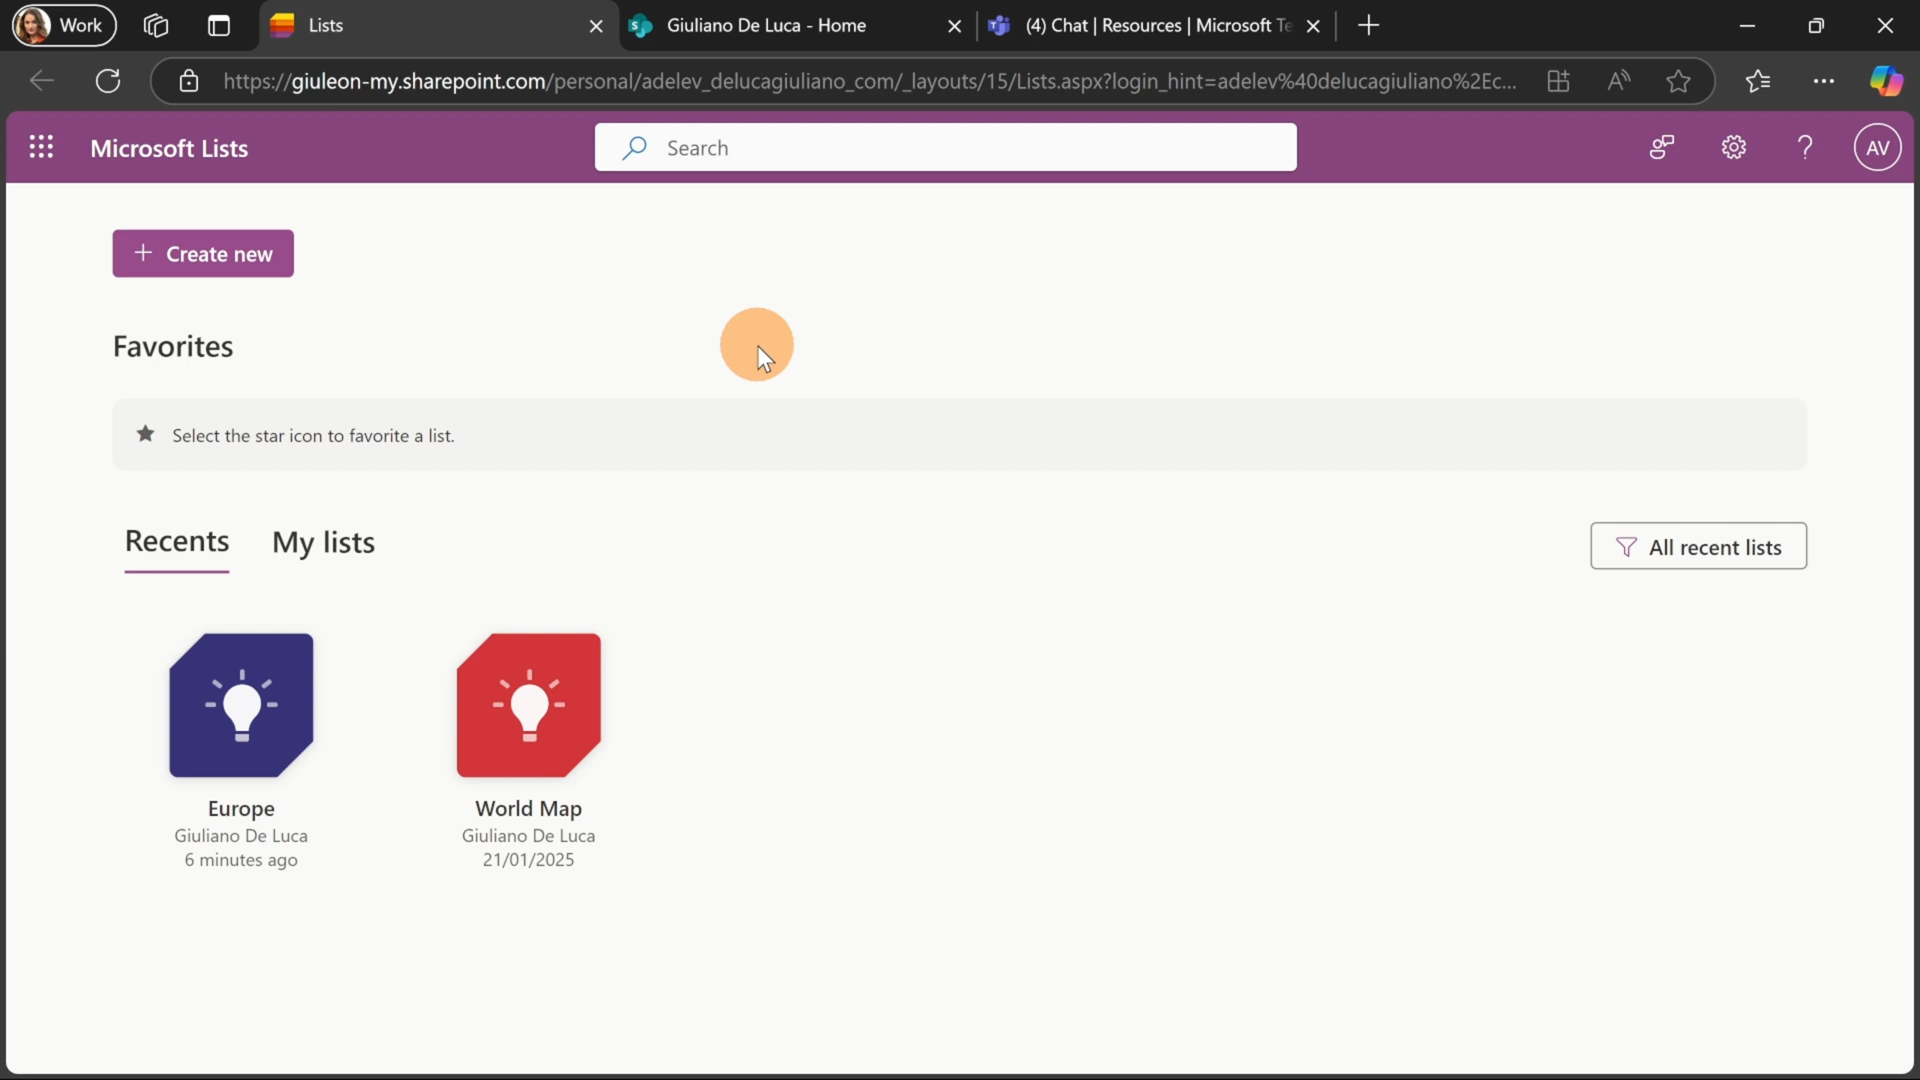 Work
Lists
Giuliano De Luca - Home
(4) Chat | Resources | Microsoft Te
https://giuleon-my.sharepoint.com/personal/adelev_delucagiuliano_com/_layouts/15/Lists.aspx?login_hint=adelev%40delucagiuliano%2Ec...
Microsoft Lists
Search
AV
+ Create new
Favorites
Select the star icon to favorite a list.
Recents
My lists
All recent lists
Europe
Giuliano De Luca
6 minutes ago
World Map
Giuliano De Luca
21/01/2025